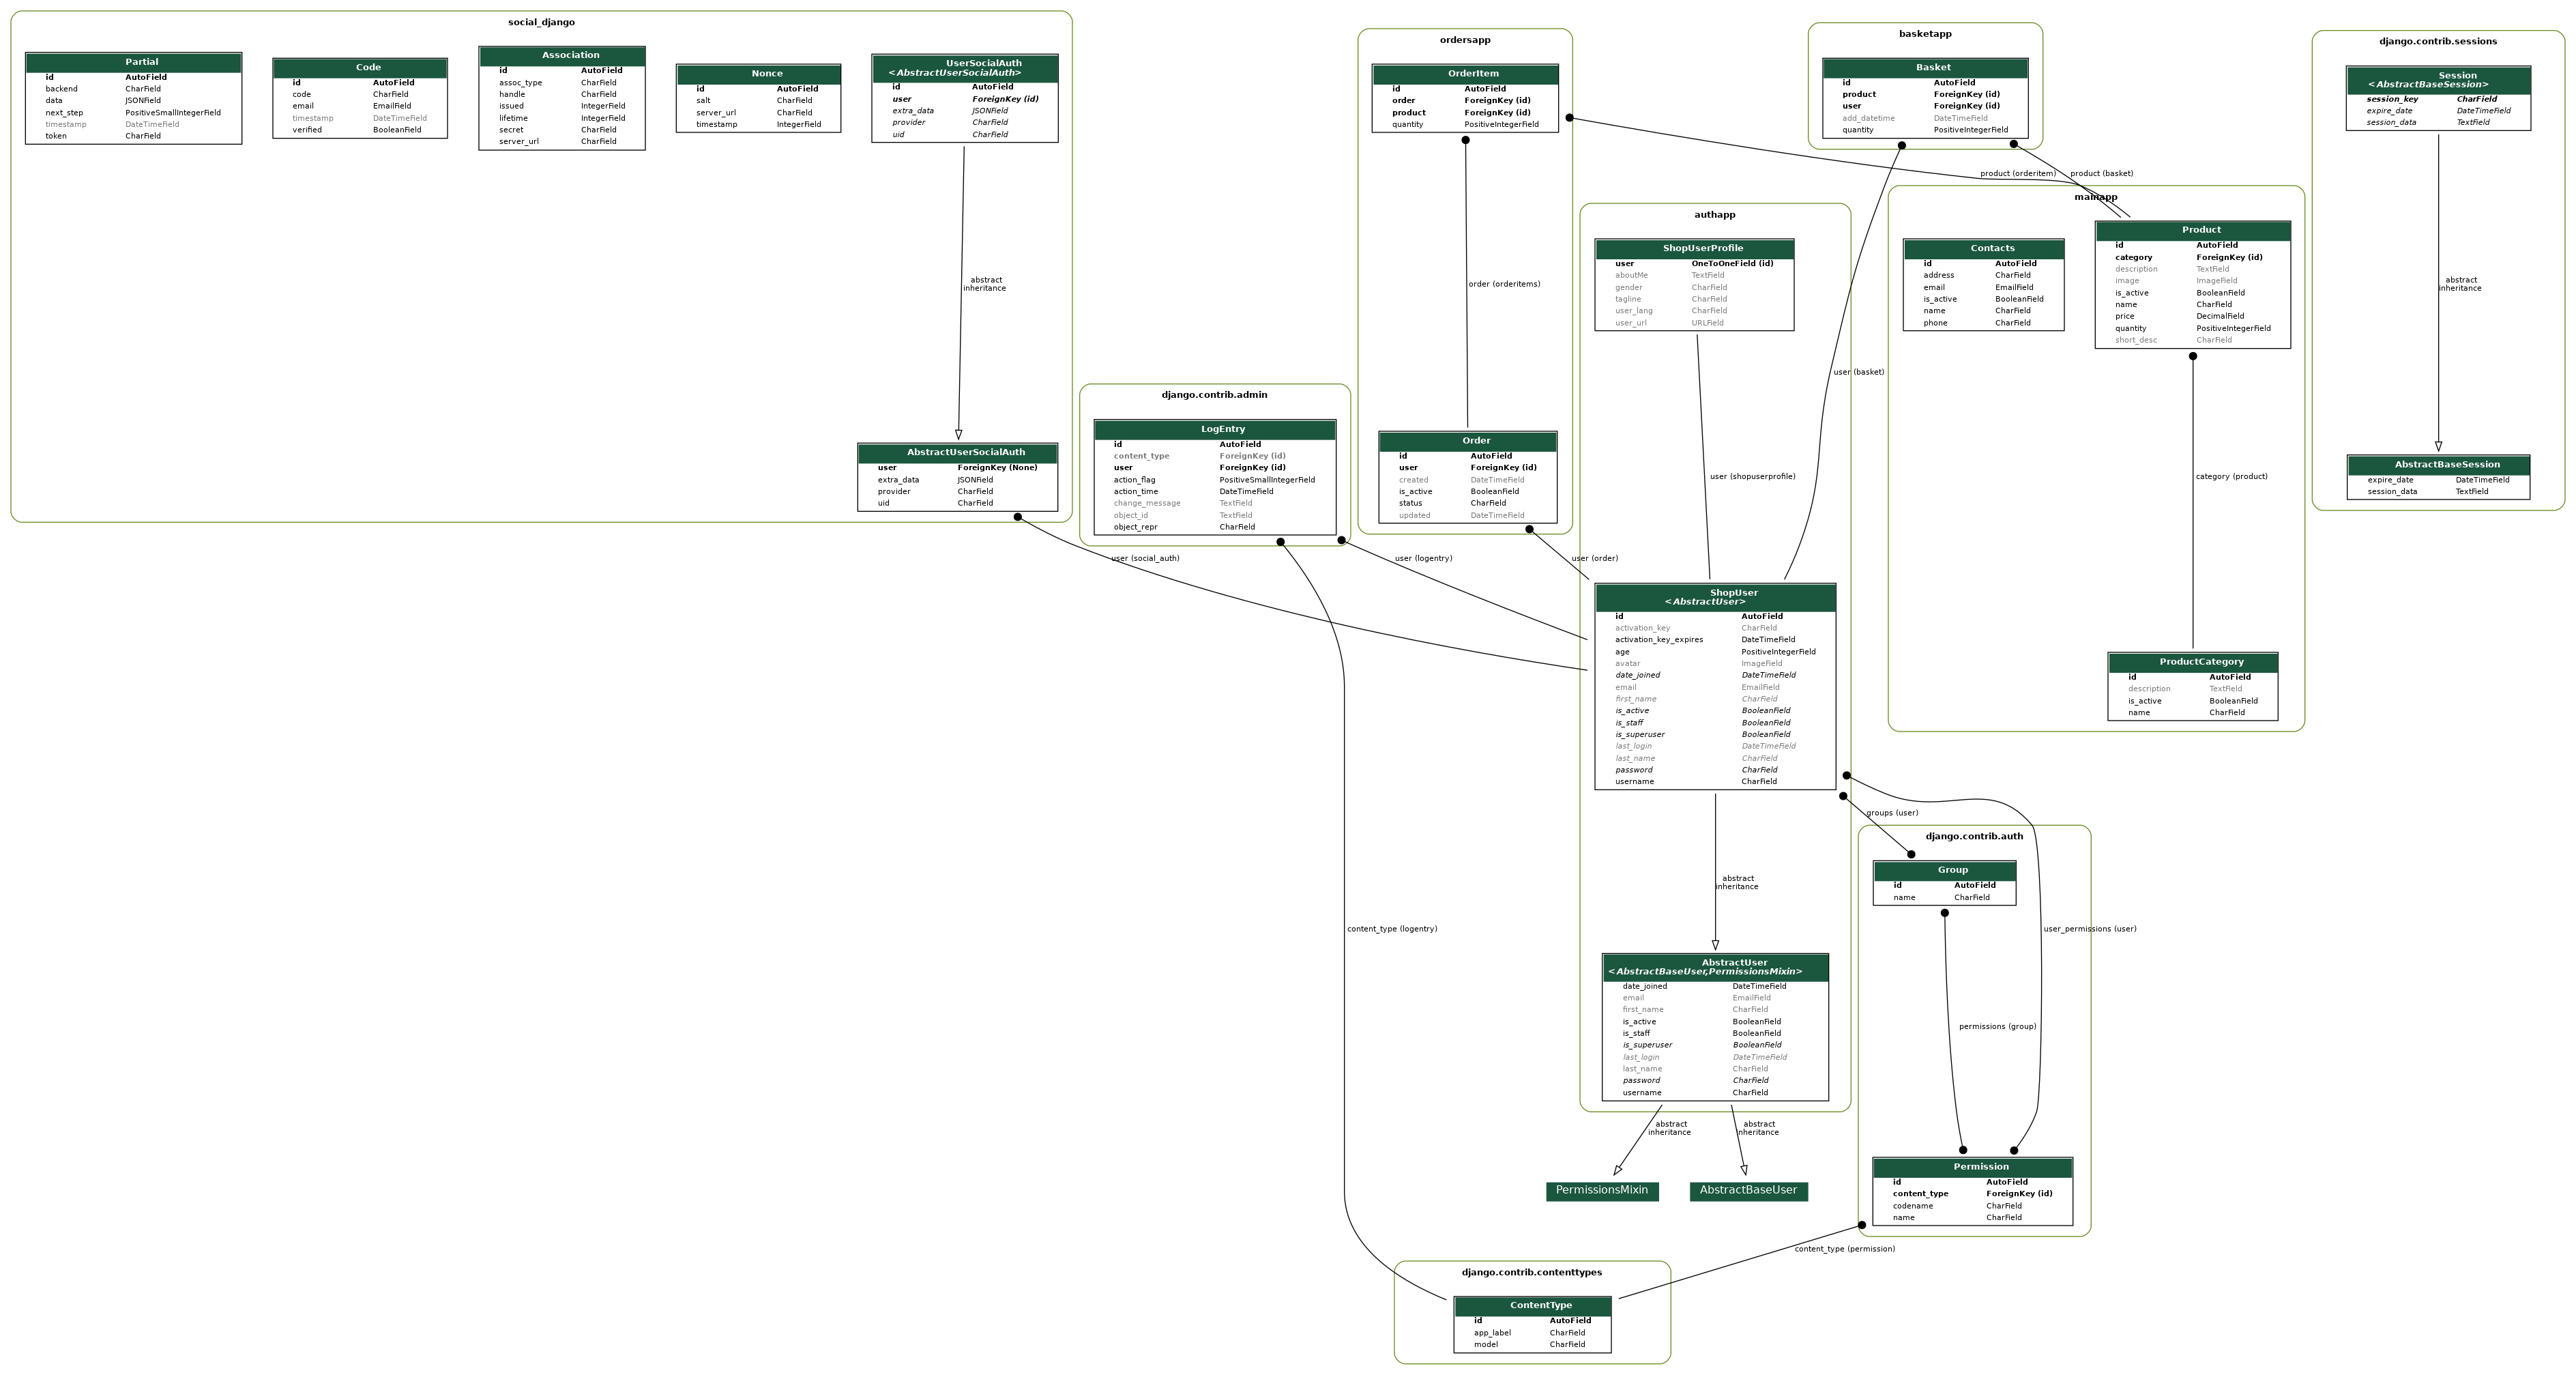 social_django
Partial
id AutoField
backend CharField
data JSONField
next_step PositiveSmallIntegerField
timestamp DateTimeField
token CharField
Code
id AutoField
code CharField
email EmailField
timestamp DateTimeField
verified BooleanField
Association
id AutoField
assoc_type CharField
handle CharField
issued IntegerField
lifetime IntegerField
secret CharField
server_url CharField
Nonce
id AutoField
salt CharField
server_url CharField
timestamp IntegerField
UserSocialAuth
<AbstractUserSocialAuth>
id AutoField
user ForeignKey (id)
extra_data JSONField
provider CharField
uid CharField
abstract
inheritance
AbstractUserSocialAuth
user ForeignKey (None)
extra_data JSONField
provider CharField
uid CharField
user (social_auth)
django.contrib.admin
LogEntry
id AutoField
content_type ForeignKey (id)
user ForeignKey (id)
action_flag PositiveSmallIntegerField
action_time DateTimeField
change_message TextField
object_id TextField
object_repr CharField
user (logentry)
content_type (logentry)
ordersapp
OrderItem
id AutoField
order ForeignKey (id)
product ForeignKey (id)
quantity PositiveIntegerField
order (orderitems)
Order
id AutoField
user ForeignKey (id)
created DateTimeField
is_active BooleanField
status CharField
updated DateTimeField
user (order)
basketapp
Basket
id AutoField
product ForeignKey (id)
user ForeignKey (id)
add_datetime DateTimeField
quantity PositiveIntegerField
product (orderitem)
product (basket)
user (basket)
authapp
ShopUserProfile
user OneToOneField (id)
aboutMe TextField
gender CharField
tagline CharField
user_lang CharField
user_url URLField
user (shopuserprofile)
ShopUser
<AbstractUser>
id AutoField
activation_key CharField
activation_key_expires DateTimeField
age PositiveIntegerField
avatar ImageField
date_joined DateTimeField
email EmailField
first_name CharField
is_active BooleanField
is_staff BooleanField
is_superuser BooleanField
last_login DateTimeField
last_name CharField
password CharField
username CharField
abstract
inheritance
AbstractUser
<AbstractBaseUser,PermissionsMixin>
date_joined DateTimeField
email EmailField
first_name CharField
is_active BooleanField
is_staff BooleanField
is_superuser BooleanField
last_login DateTimeField
last_name CharField
password CharField
username CharField
abstract
inheritance
abstract
inheritance
PermissionsMixin
AbstractBaseUser
mainapp
Contacts
id AutoField
address CharField
email EmailField
is_active BooleanField
name CharField
phone CharField
Product
id AutoField
category ForeignKey (id)
description TextField
image ImageField
is_active BooleanField
name CharField
price DecimalField
quantity PositiveIntegerField
short_desc CharField
category (product)
ProductCategory
id AutoField
description TextField
is_active BooleanField
name CharField
django.contrib.sessions
Session
<AbstractBaseSession>
session_key CharField
expire_date DateTimeField
session_data TextField
abstract
inheritance
AbstractBaseSession
expire_date DateTimeField
session_data TextField
groups (user)
django.contrib.auth
Group
id AutoField
name CharField
user_permissions (user)
permissions (group)
Permission
id AutoField
content_type ForeignKey (id)
codename CharField
name CharField
content_type (permission)
django.contrib.contenttypes
ContentType
id AutoField
app_label CharField
model CharField